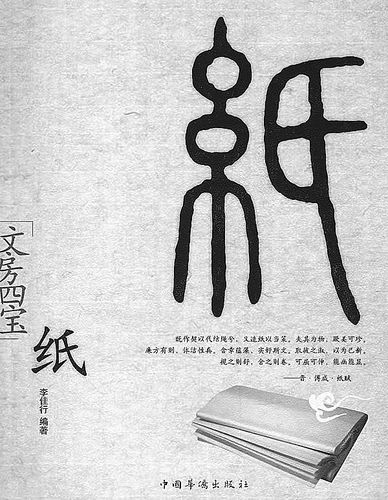 紙
文房四宝
纸
李佳行 编著
既作契以代结绳兮，又造纸以当策。夫其为物，厥美可珍，
廉方有则，体洁性真，含章蕴藻，实好斯文，取彼之淑，以为己新，
揽之则舒，舍之则卷，可屈可伸，能幽能显。
——晋·傅咸·纸赋
中国华侨出版社